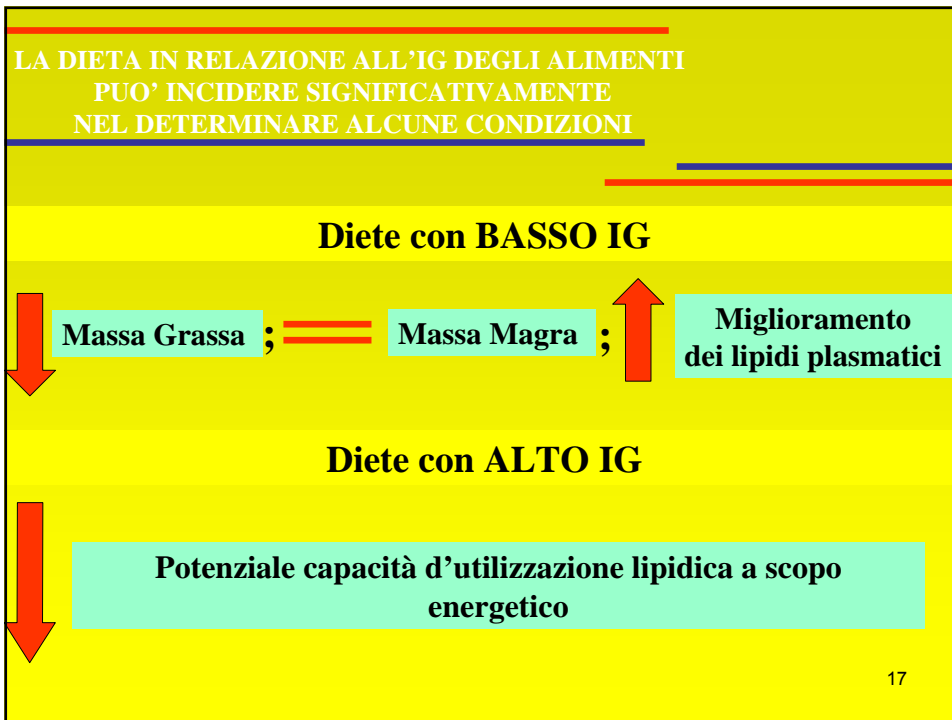 LA DIETA IN RELAZIONE ALL'IG DEGLI ALIMENTI
PUO' INCIDERE SIGNIFICATIVAMENTE
NEL DETERMINARE ALCUNE CONDIZIONI
Diete con BASSO IG
Massa Grassa ; = Massa Magra ; Miglioramento
dei lipidi plasmatici
Diete con ALTO IG
Potenziale capacità d'utilizzazione lipidica a scopo
energetico
17